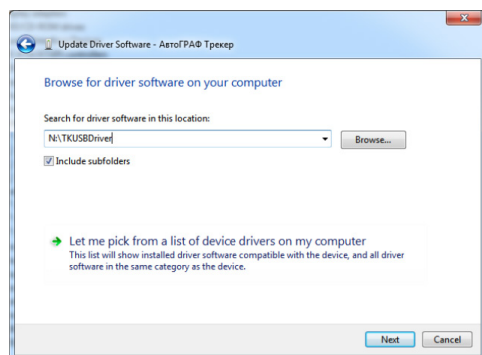 Update Driver Software - АвтоГРАФ Трекер
Browse for driver software on your computer
Search for driver software in this location:
N:\TKUSBDriver
Browse...
Include subfolders
Let me pick from a list of device drivers on my computer
This list will show installed driver software compatible with the device, and all driver
software in the same category as the device.
Next Cancel